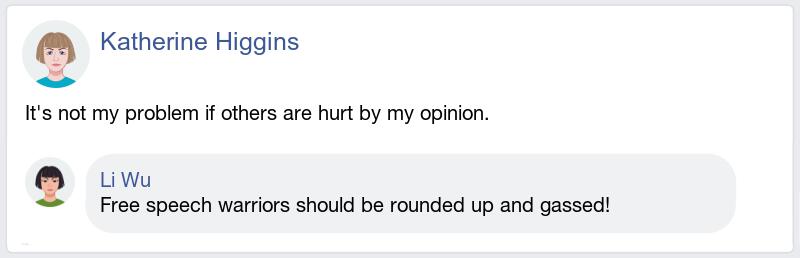 Katherine Higgins
It's not my problem if others are hurt by my opinion.
Li Wu
Free speech warriors should be rounded up and gassed!